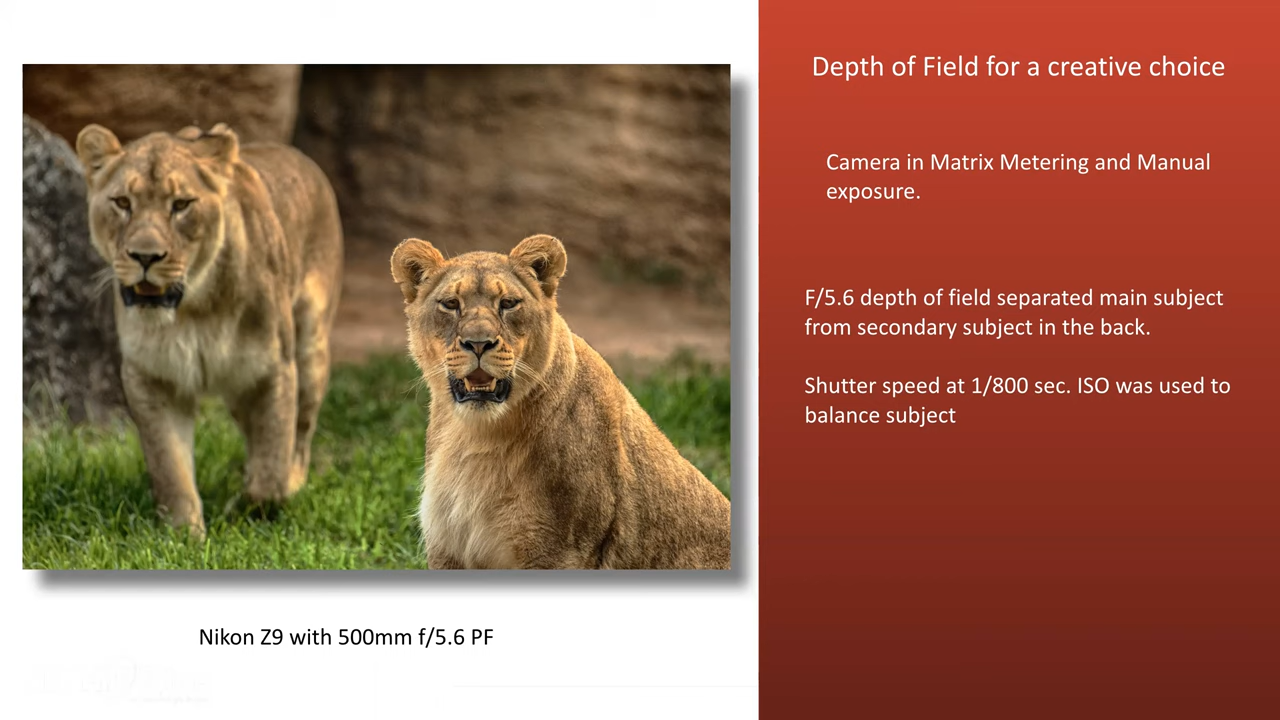 Depth of Field for a creative choice
Camera in Matrix Metering and Manual
exposure.
F/5.6 depth of field separated main subject
from secondary subject in the back.
Shutter speed at 1/800 sec. ISO was used to
balance subject
Nikon Z9 with 500mm f/5.6 PF